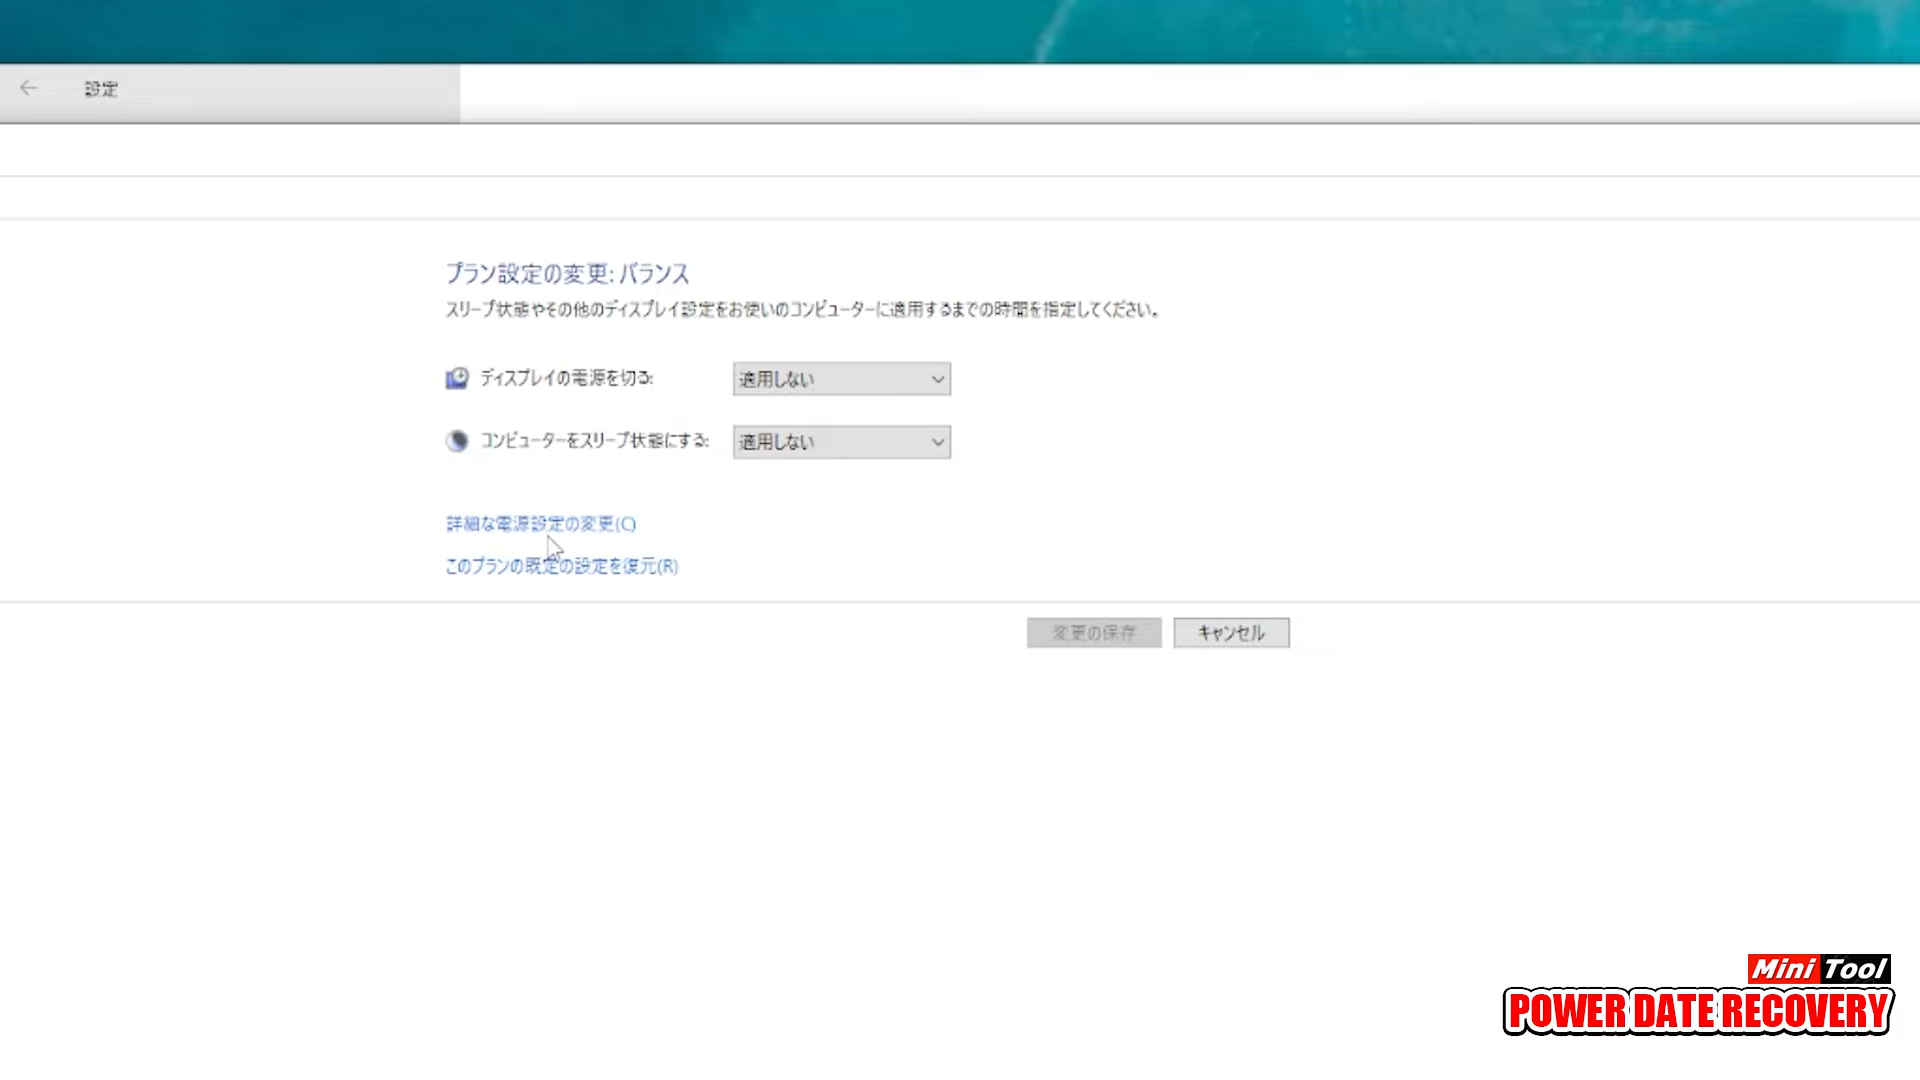 設定
プラン設定の変更: バランス
スリープ状態やその他のディスプレイ設定をお使いのコンピューターに適用するまでの時間を指定してください。
ディスプレイの電源を切る: 適用しない
コンピューターをスリープ状態にする: 適用しない
詳細な電源設定の変更(C)
このプランの既定の設定を復元(R)
変更の保存 キャンセル
Mini Tool
POWER DATE RECOVERY